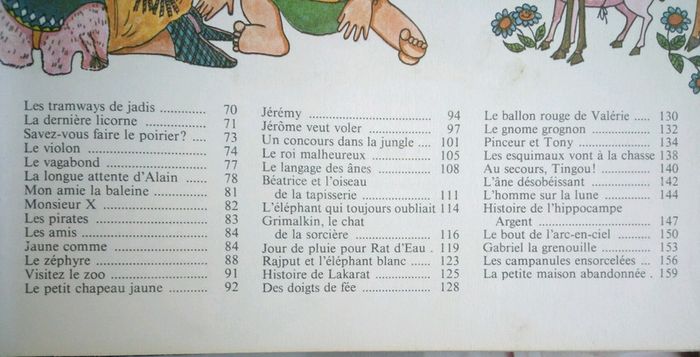 Les tramways de jadis ............ 70
La dernière licorne ............... 71
Savez-vous faire le poirier? .... 73
Le violon ............................ 74
Le vagabond ...................... 77
La longue attente d'Alain ...... 78
Mon amie la baleine ............. 81
Monsieur X ........................ 82
Les pirates ......................... 83
Les amis ............................ 84
Jaune comme ..................... 84
Le zéphyre ......................... 88
Visitez le zoo ...................... 91
Le petit chapeau jaune .......... 92
Jérémy .............................. 94
Jérôme veut voler ................ 97
Un concours dans la jungle .... 101
Le roi malheureux ............... 105
Le langage des ânes ............. 108
Béatrice et l'oiseau
de la tapisserie ................ 111
L'éléphant qui toujours oubliait 114
Grimalkin, le chat
de la sorcière ................... 116
Jour de pluie pour Rat d'Eau . 119
Rajput et l'éléphant blanc ..... 123
Histoire de Lakarat .............. 125
Des doigts de fée ................. 128
Le ballon rouge de Valérie ..... 130
Le gnome grognon ............... 132
Pinceur et Tony ................... 134
Les esquimaux vont à la chasse 138
Au secours, Tingou! ............. 140
L'âne désobéissant ............... 142
L'homme sur la lune ............ 144
Histoire de l'hippocampe
Argent ............................ 147
Le bout de l'arc-en-ciel ......... 150
Gabriel la grenouille ............ 153
Les campanules ensorcelées ... 156
La petite maison abandonnée . 159